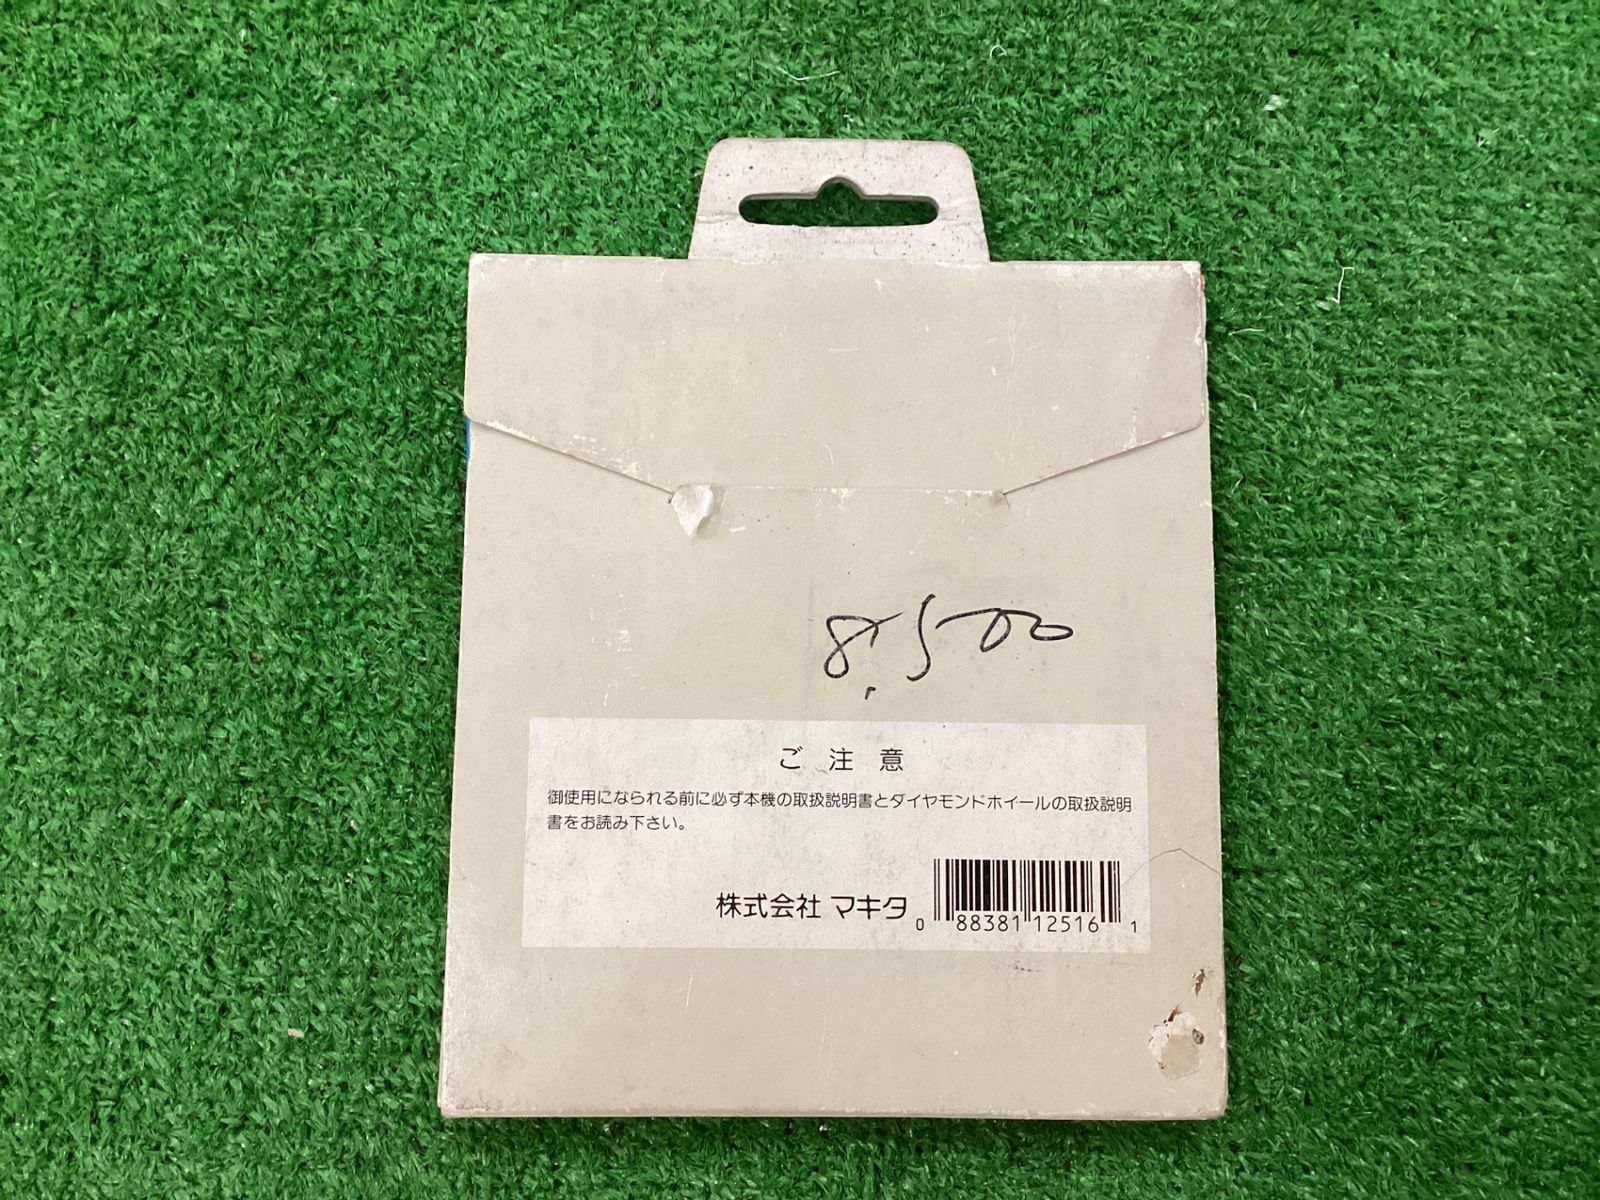 8,500
ご注意
御使用になられる前に必ず本機の取扱説明書とダイヤモンドホイールの取扱説明
書をお読み下さい。
株式会社 マキタ
0 88381 12516 1